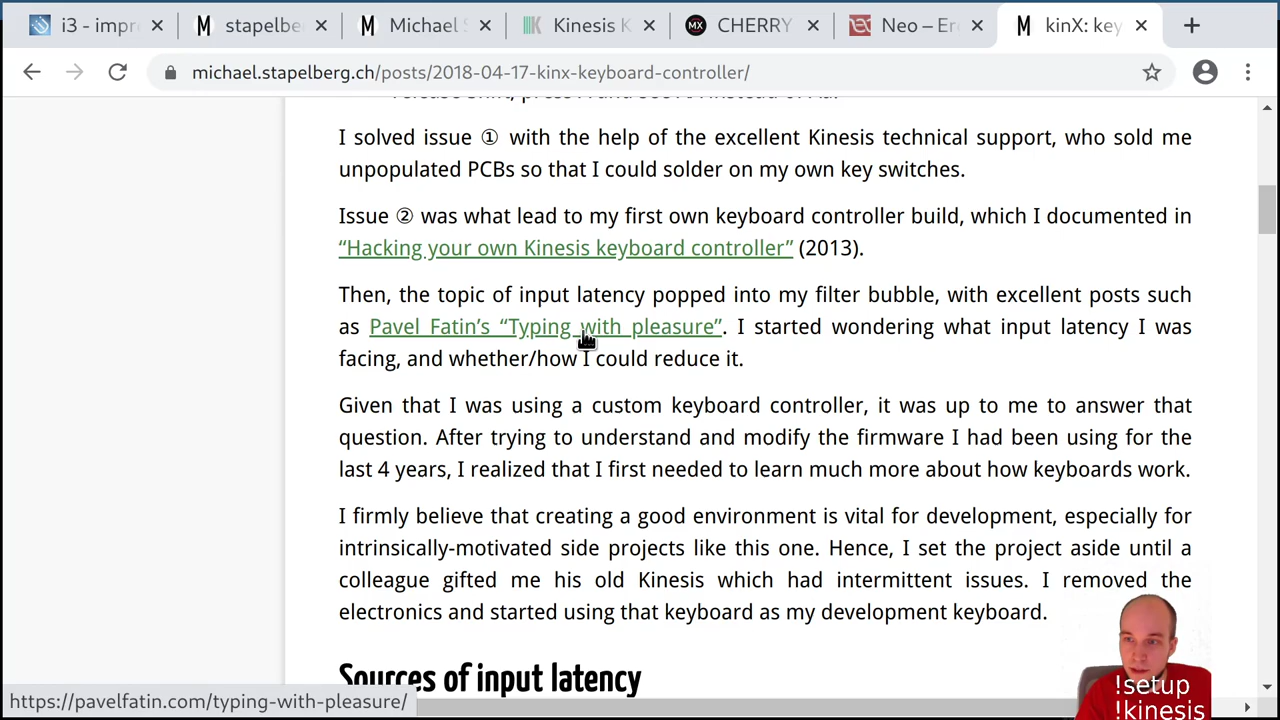 i3 - impr
stapelbe
Michael S
Kinesis K
CHERRY
Neo – Er
kinX: key
michael.stapelberg.ch/posts/2018-04-17-kinx-keyboard-controller/
I solved issue ① with the help of the excellent Kinesis technical support, who sold me
unpopulated PCBs so that I could solder on my own key switches.
Issue ② was what lead to my first own keyboard controller build, which I documented in
“Hacking your own Kinesis keyboard controller” (2013).
Then, the topic of input latency popped into my filter bubble, with excellent posts such
as Pavel Fatin’s “Typing with pleasure”. I started wondering what input latency I was
facing, and whether/how I could reduce it.
Given that I was using a custom keyboard controller, it was up to me to answer that
question. After trying to understand and modify the firmware I had been using for the
last 4 years, I realized that I first needed to learn much more about how keyboards work.
I firmly believe that creating a good environment is vital for development, especially for
intrinsically-motivated side projects like this one. Hence, I set the project aside until a
colleague gifted me his old Kinesis which had intermittent issues. I removed the
electronics and started using that keyboard as my development keyboard.
Sources of input latency
https://pavelfatin.com/typing-with-pleasure/
!setup
!kinesis